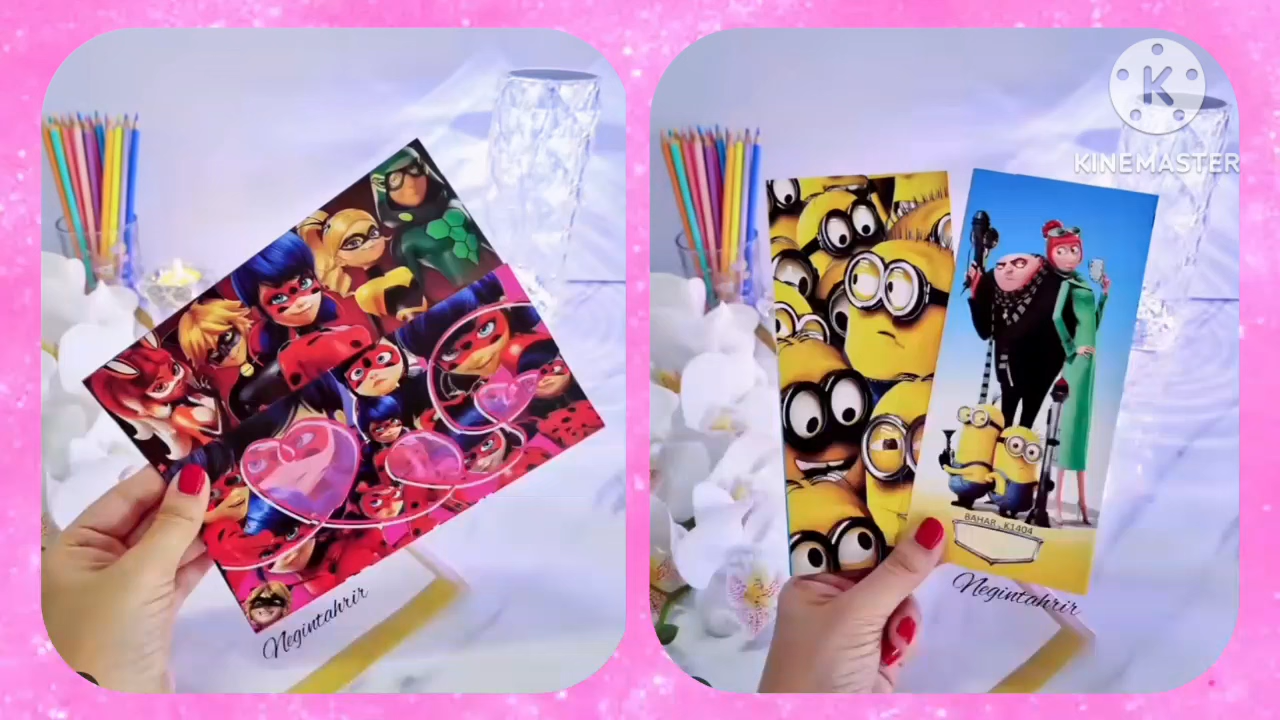 Negintahrir
K
KINEMASTER
BAHAR . K1404
Negintahrir